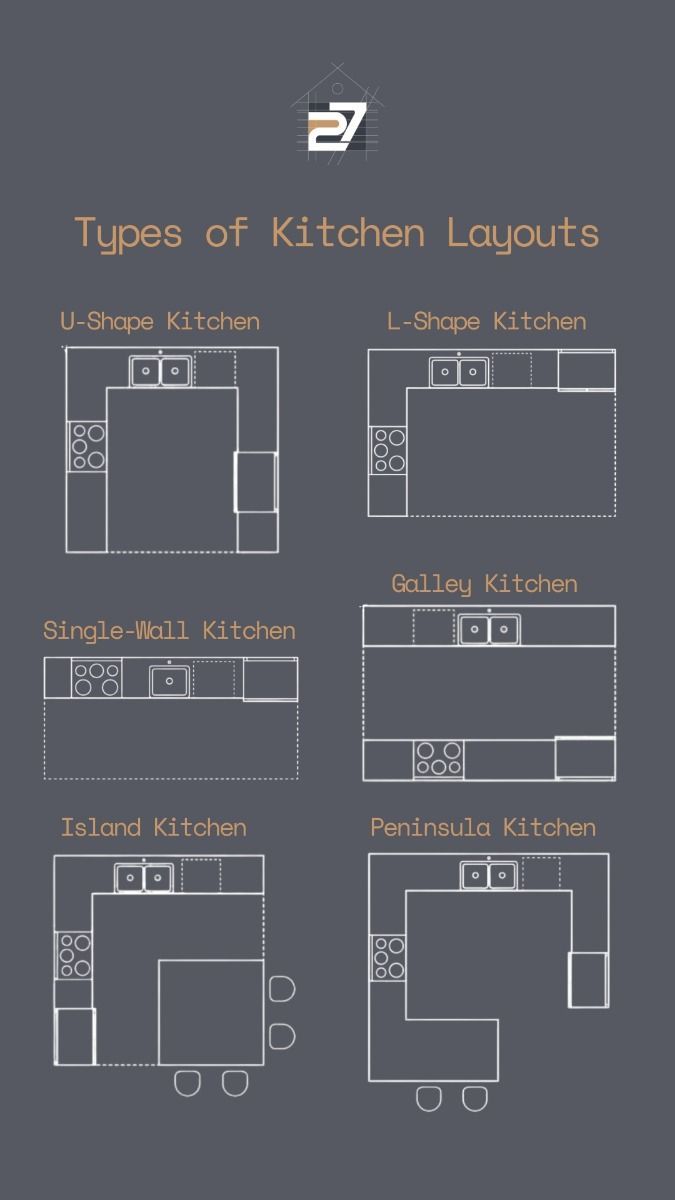 27
Types of Kitchen Layouts
U-Shape Kitchen
L-Shape Kitchen
Galley Kitchen
Single-Wall Kitchen
Island Kitchen
Peninsula Kitchen